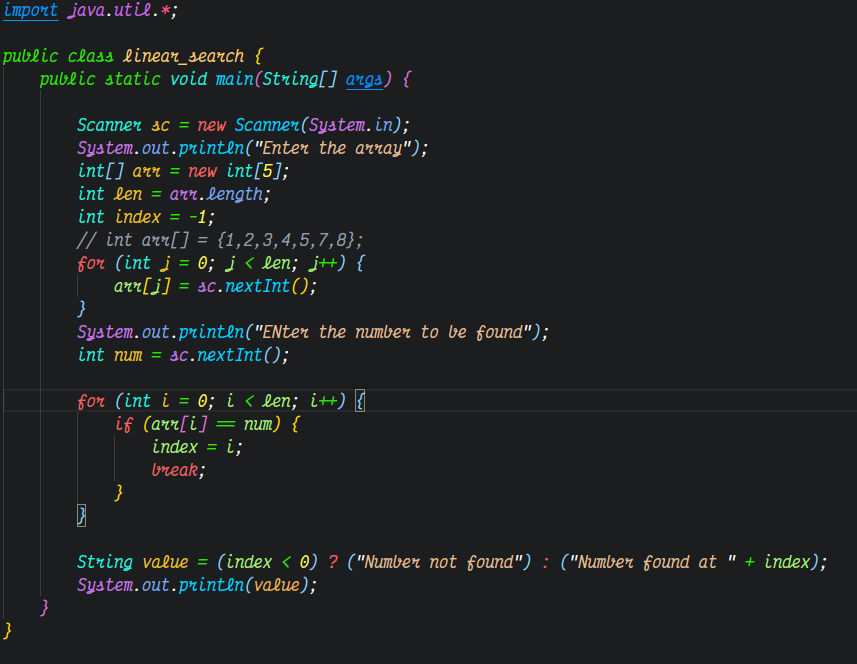 import java.util.*;
public class linear_search {
public static void main(String[] args) {
Scanner sc = new Scanner(System.in);
System.out.println("Enter the array");
int[] arr = new int[5];
int len = arr.length;
int index = -1;
// int arr[] = {1,2,3,4,5,7,8};
for (int j = 0; j < len; j++) {
arr[j] = sc.nextInt();
}
System.out.println("ENter the number to be found");
int num = sc.nextInt();
for (int i = 0; i < len; i++) {
if (arr[i] == num) {
index = i;
break;
}
}
String value = (index < 0) ? ("Number not found") : ("Number found at " + index);
System.out.println(value);
}
}